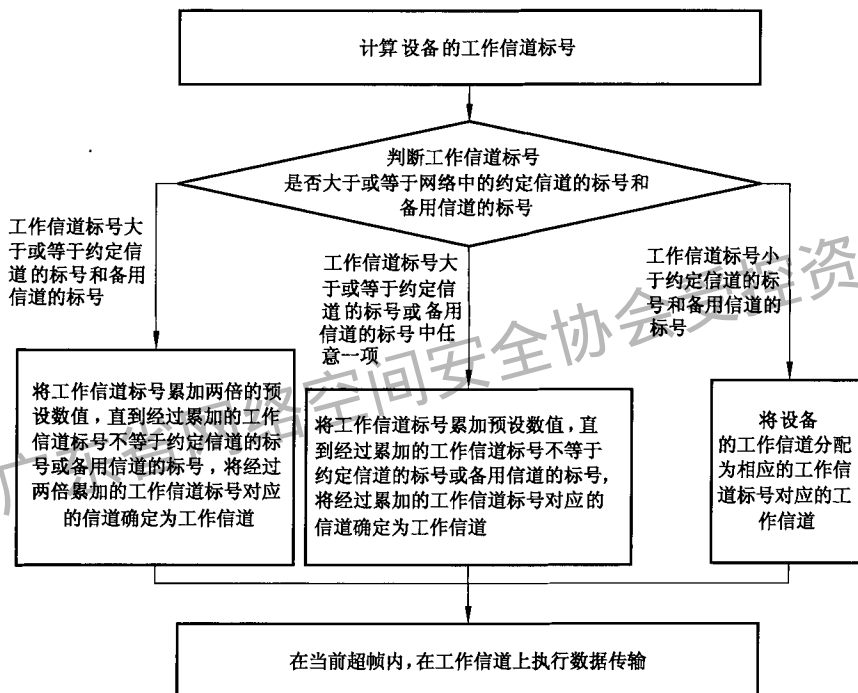 计算设备的工作信道标号
判断工作信道标号
是否大于或等于网络中的约定信道的标号和
备用信道的标号
工作信道标号大
于或等于约定信
道的标号和备用
信道的标号
工作信道标号大
于或等于约定信
道的标号或备用
信道的标号中任
意一项
工作信道标号小
于约定信道的标
号和备用信道的
标号
将工作信道标号累加两倍的预
设数值,直到经过累加的工作
信道标号不等于约定信道的标
号或备用信道的标号,将经过
两倍累加的工作信道标号对应
的信道确定为工作信道
将工作信道标号累加预设数值,直
到经过累加的工作信道标号不等于
约定信道的标号或备用信道的标号,
将经过累加的工作信道标号对应的
信道确定为工作信道
将设备
的工作信道分配
为相应的工作信
道标号对应的工
作信道
在当前超帧内,在工作信道上执行数据传输
广东省网络空间安全协会受控资